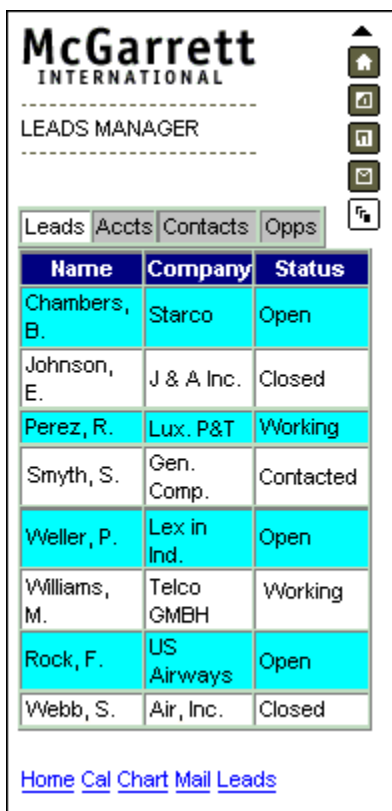 McGarrett
INTERNATIONAL
LEADS MANAGER
Leads Accts Contacts Opps
Name Company Status
Chambers, B. Starco Open
Johnson, E. J & A Inc. Closed
Perez, R. Lux. P&T Working
Smyth, S. Gen. Comp. Contacted
Weller, P. Lex in Ind. Open
Williams, M. Telco GMBH Working
Rock, F. US Airways Open
Webb, S. Air, Inc. Closed
Home Cal Chart Mail Leads